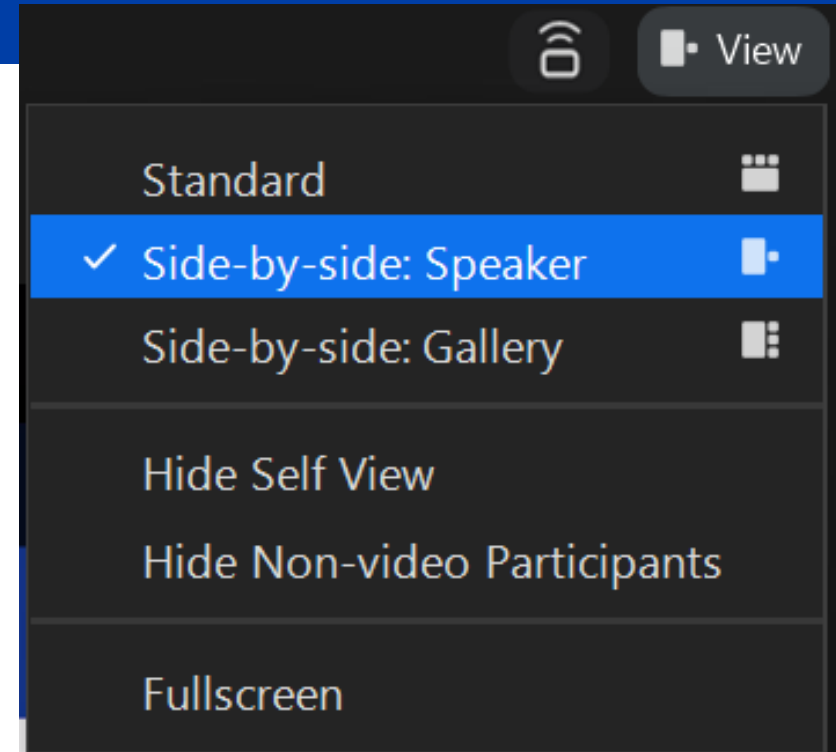 View
Standard
Side-by-side: Speaker
Side-by-side: Gallery
Hide Self View
Hide Non-video Participants
Fullscreen